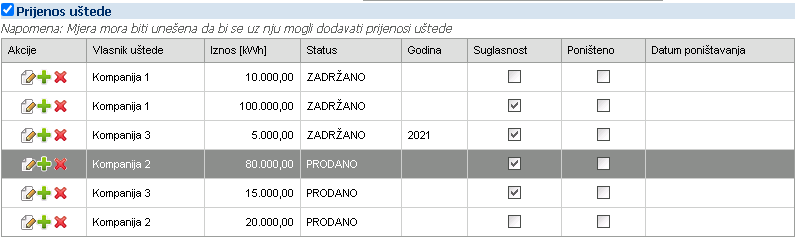 Prijenos uštede
Napomena: Mjera mora biti unešena da bi se uz nju mogli dodavati prijenosi uštede
Akcije Vlasnik uštede Iznos [kWh] Status Godina Suglasnost Poništeno Datum poništavanja
Kompanija 1 10.000,00 ZADRŽANO
Kompanija 1 100.000,00 ZADRŽANO
Kompanija 3 5.000,00 ZADRŽANO 2021
Kompanija 2 80.000,00 PRODANO
Kompanija 3 15.000,00 PRODANO
Kompanija 2 20.000,00 PRODANO